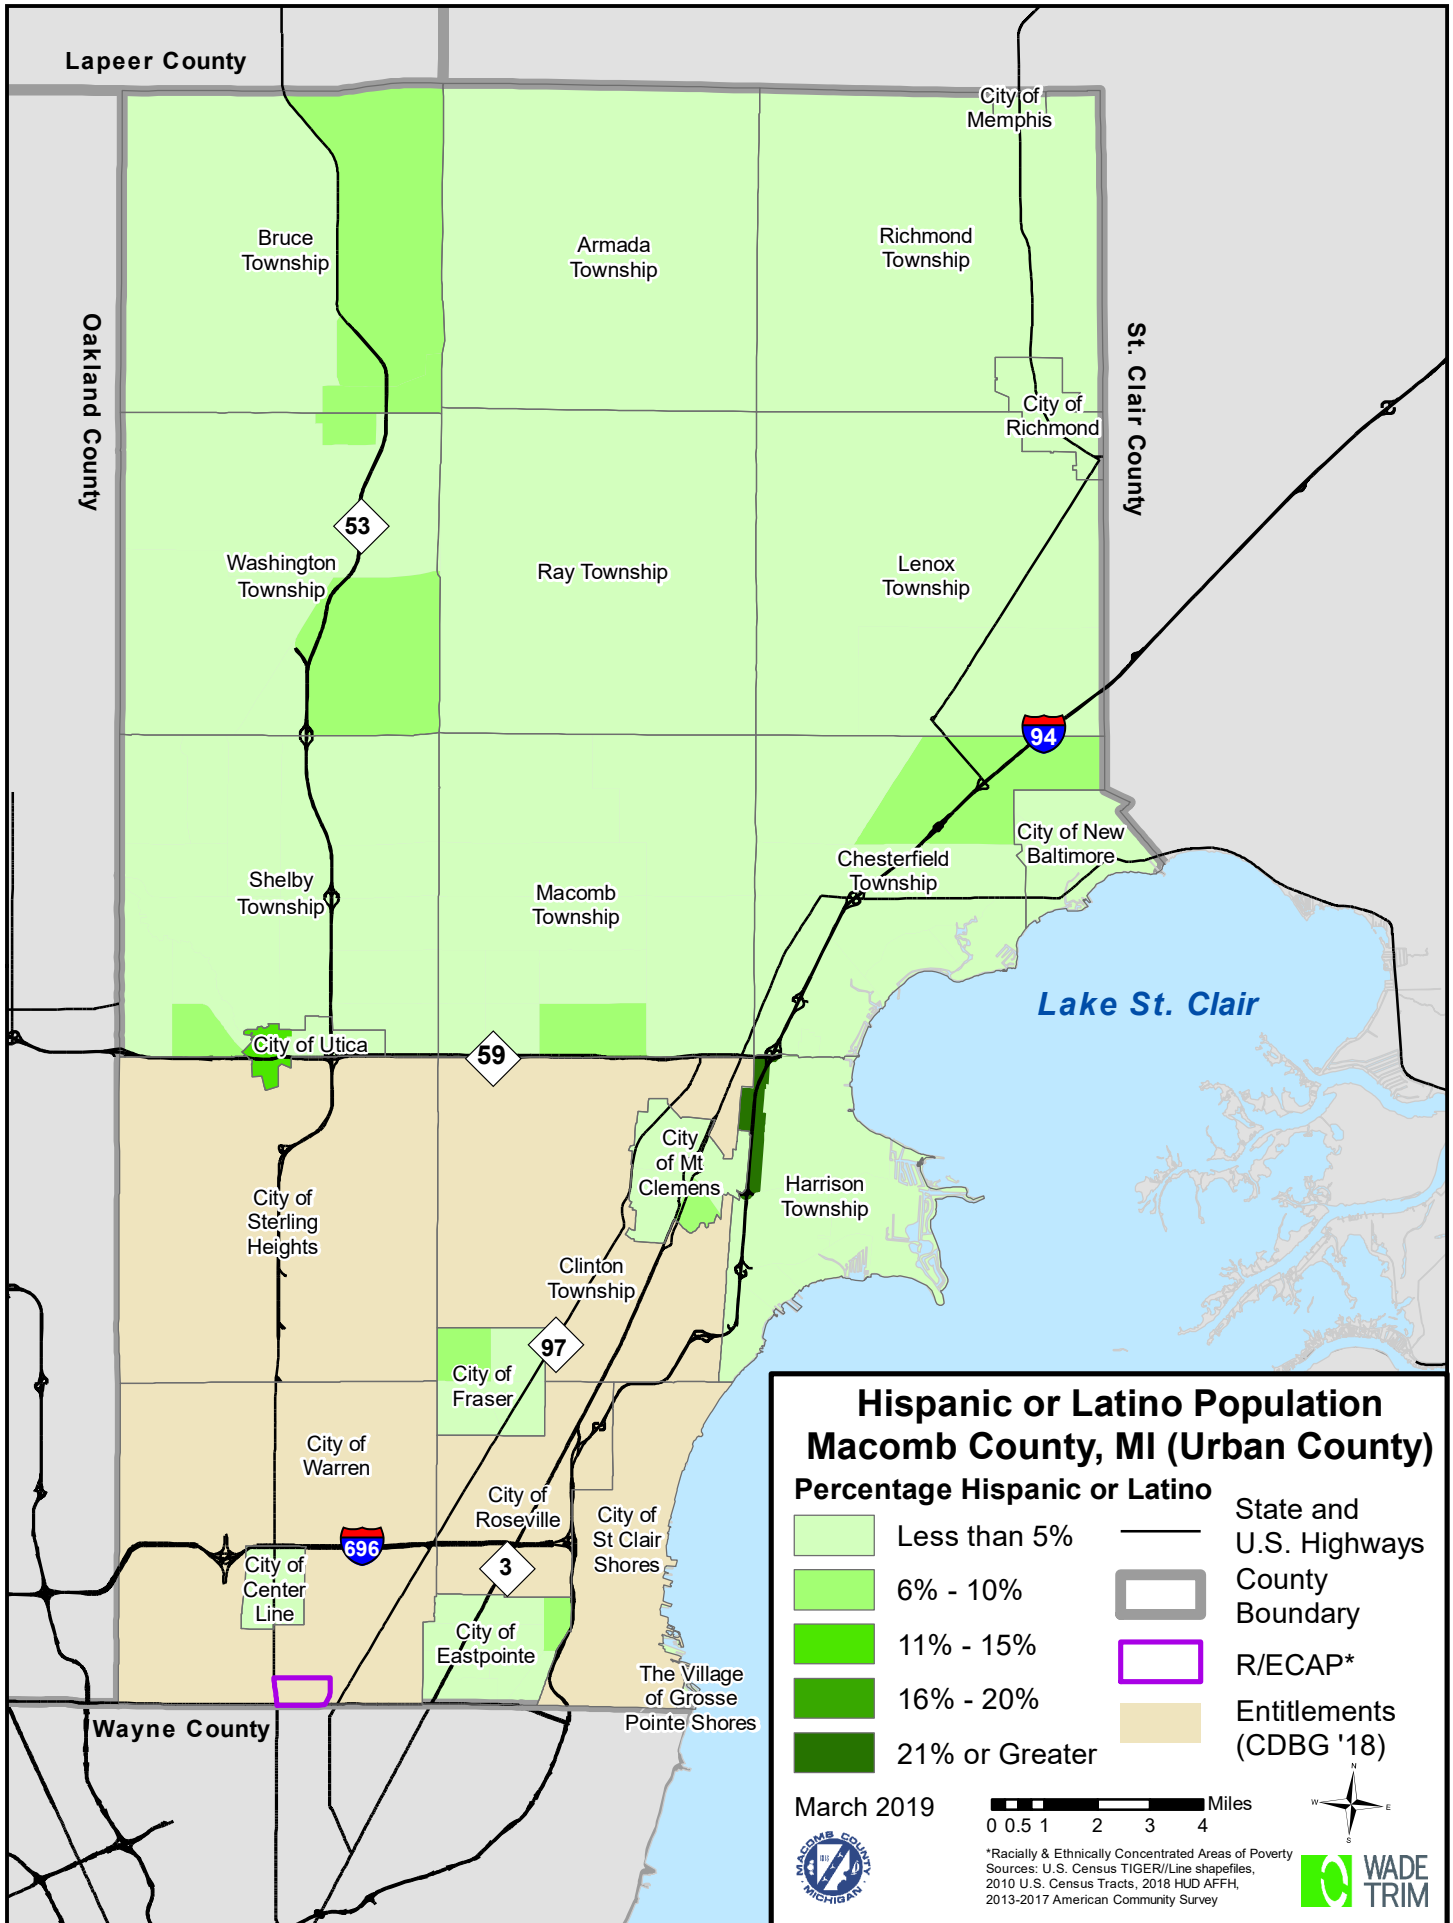 Lapeer County
City of
Memphis
Bruce
Township
Armada
Township
Richmond
Township
Oakland County
St. Clair County
City of
Richmond
53
Washington
Township
Ray Township
Lenox
Township
94
City of New
Baltimore
Chesterfield
Township
Shelby
Township
Macomb
Township
Lake St. Clair
City of Utica
59
City
of Mt
Clemens
Harrison
Township
City of
Sterling
Heights
Clinton
Township
97
City of
Fraser
City of
Warren
City of
Roseville
City of
St Clair
Shores
696
3
City of
Center
Line
City of
Eastpointe
The Village
of Grosse
Pointe Shores
Wayne County
Hispanic or Latino Population
Macomb County, MI (Urban County)
Percentage Hispanic or Latino
Less than 5%
6% - 10%
11% - 15%
16% - 20%
21% or Greater
State and
U.S. Highways
County
Boundary
R/ECAP*
Entitlements
(CDBG '18)
March 2019
Miles
0 0.5 1 2 3 4
N
W
E
S
*Racially & Ethnically Concentrated Areas of Poverty
Sources: U.S. Census TIGER//Line shapefiles,
2010 U.S. Census Tracts, 2018 HUD AFFH,
2013-2017 American Community Survey
MACOMB COUNTY
MICHIGAN
WADE
TRIM